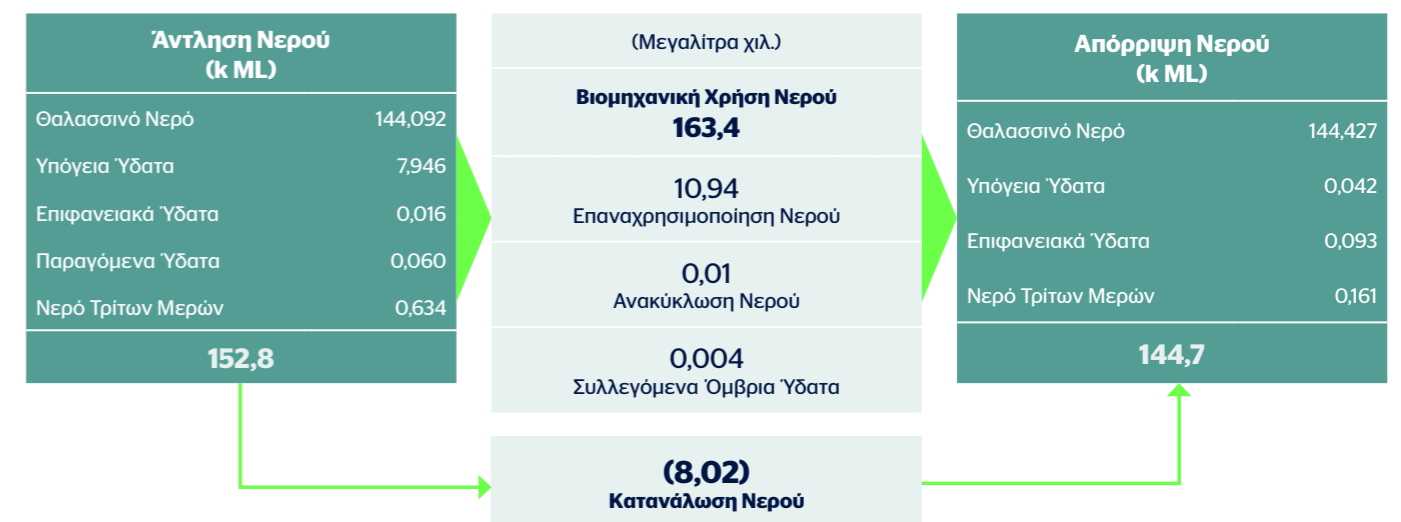 Άντληση Νερού
(k ML)
Θαλασσινό Νερό 144,092
Υπόγεια Ύδατα 7,946
Επιφανειακά Ύδατα 0,016
Παραγόμενα Ύδατα 0,060
Νερό Τρίτων Μερών 0,634
152,8
(Μεγαλίτρα χιλ.)
Βιομηχανική Χρήση Νερού
163,4
10,94
Επαναχρησιμοποίηση Νερού
0,01
Ανακύκλωση Νερού
0,004
Συλλεγόμενα Όμβρια Ύδατα
(8,02)
Κατανάλωση Νερού
Απόρριψη Νερού
(k ML)
Θαλασσινό Νερό 144,427
Υπόγεια Ύδατα 0,042
Επιφανειακά Ύδατα 0,093
Νερό Τρίτων Μερών 0,161
144,7